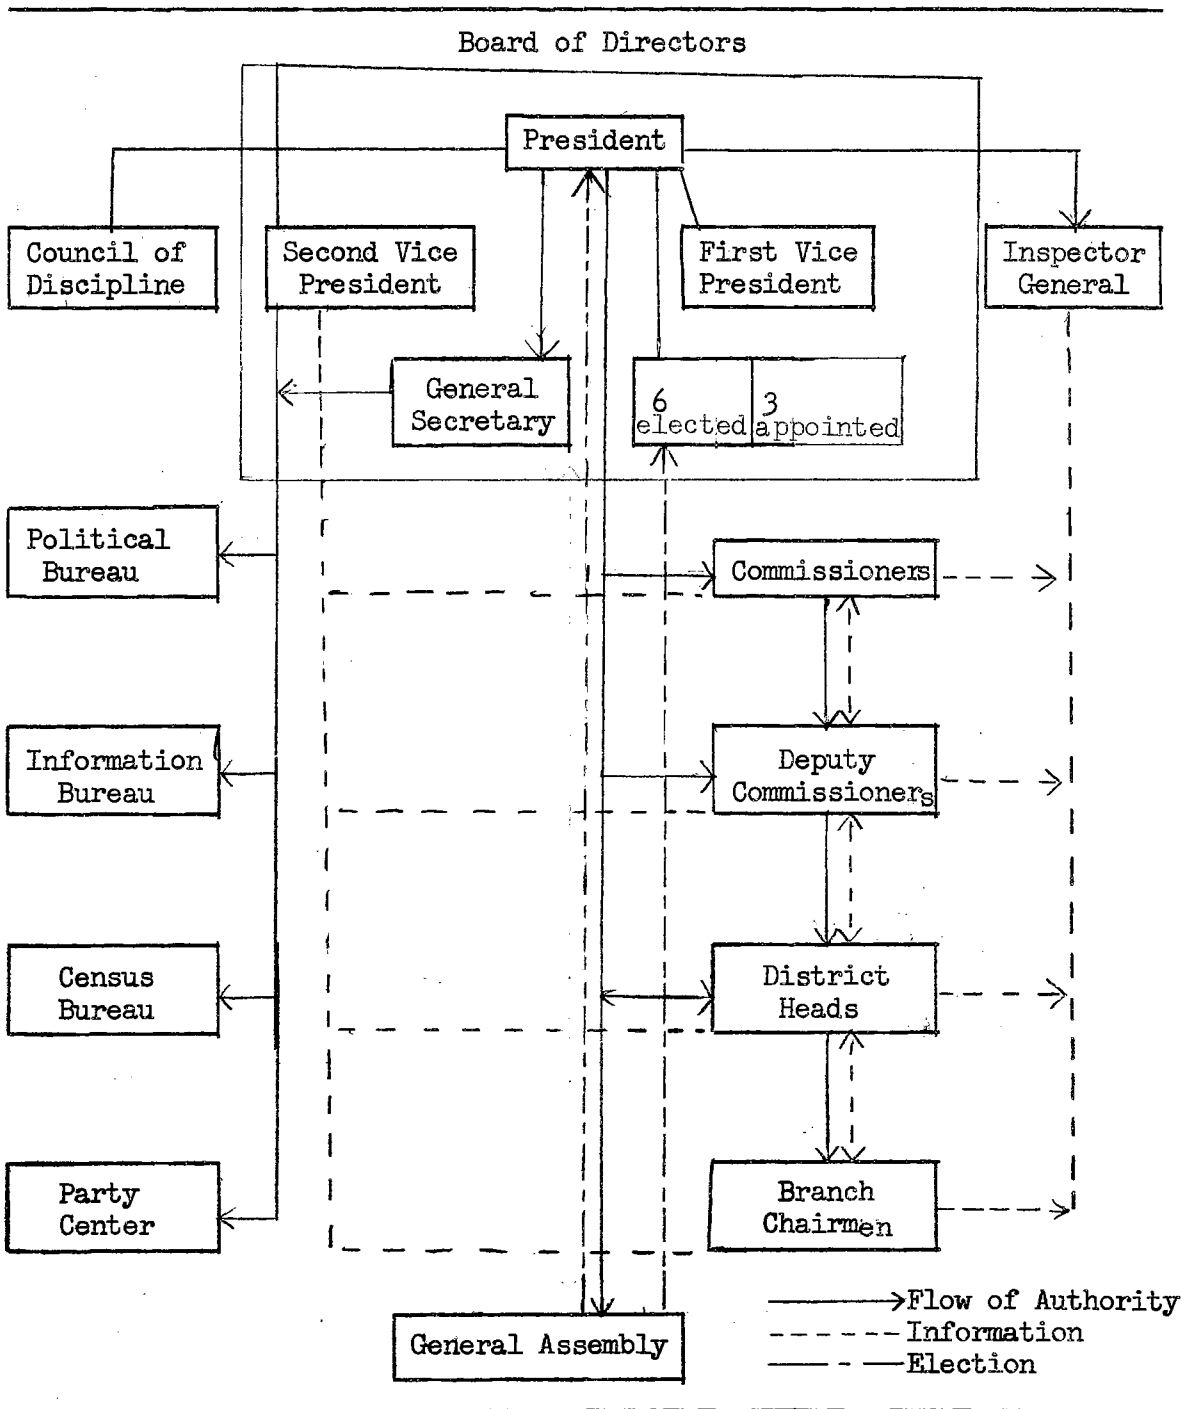 Board of Directors
President
Council of
Discipline
Second Vice
President
First Vice
President
Inspector
General
General
Secretary
6
elected
3
appointed
Political
Bureau
Commissioners
Information
Bureau
Deputy
Commissioners
Census
Bureau
District
Heads
Party
Center
Branch
Chairmen
General Assembly
Flow of Authority
Information
Election